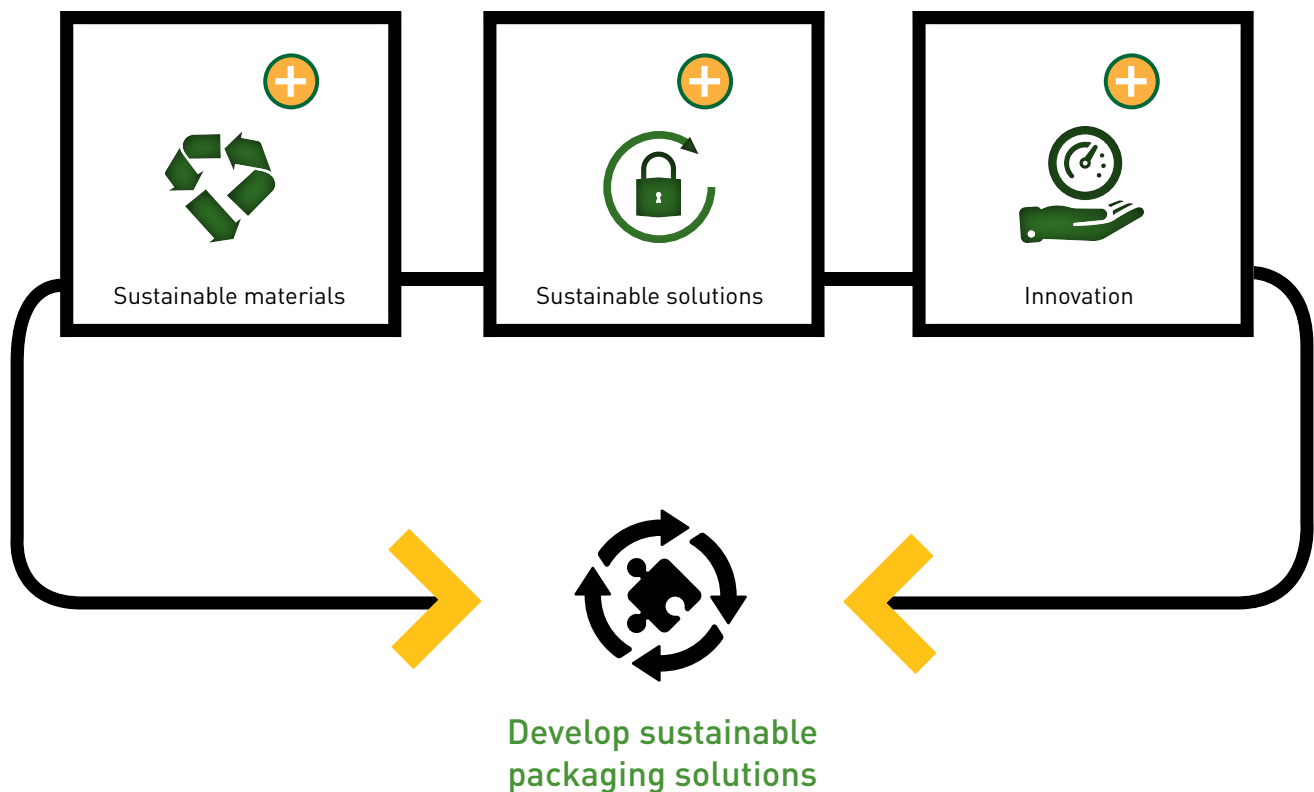 Sustainable materials
Sustainable solutions
Innovation
Develop sustainable
packaging solutions